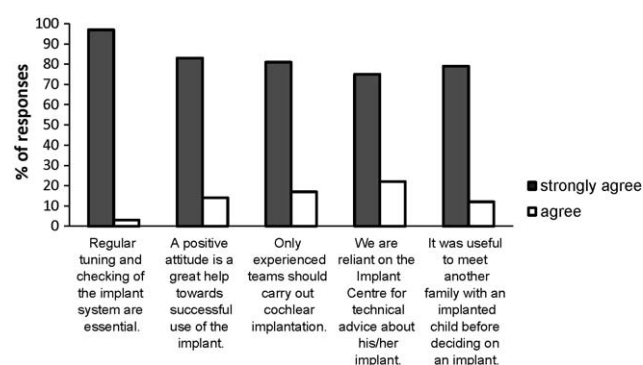 % of responses
100
90
80
70
60
50
40
30
20
10
0
Regular
tuning and
checking of
the implant
system are
essential.
A positive
attitude is a
great help
towards
successful
use of the
implant.
Only
experienced
teams should
carry out
cochlear
implantation.
We are
reliant on the
Implant
Centre for
technical
advice about
his/her
implant.
It was useful
to meet
another
family with an
implanted
child before
deciding on
an implant.
strongly agree
agree